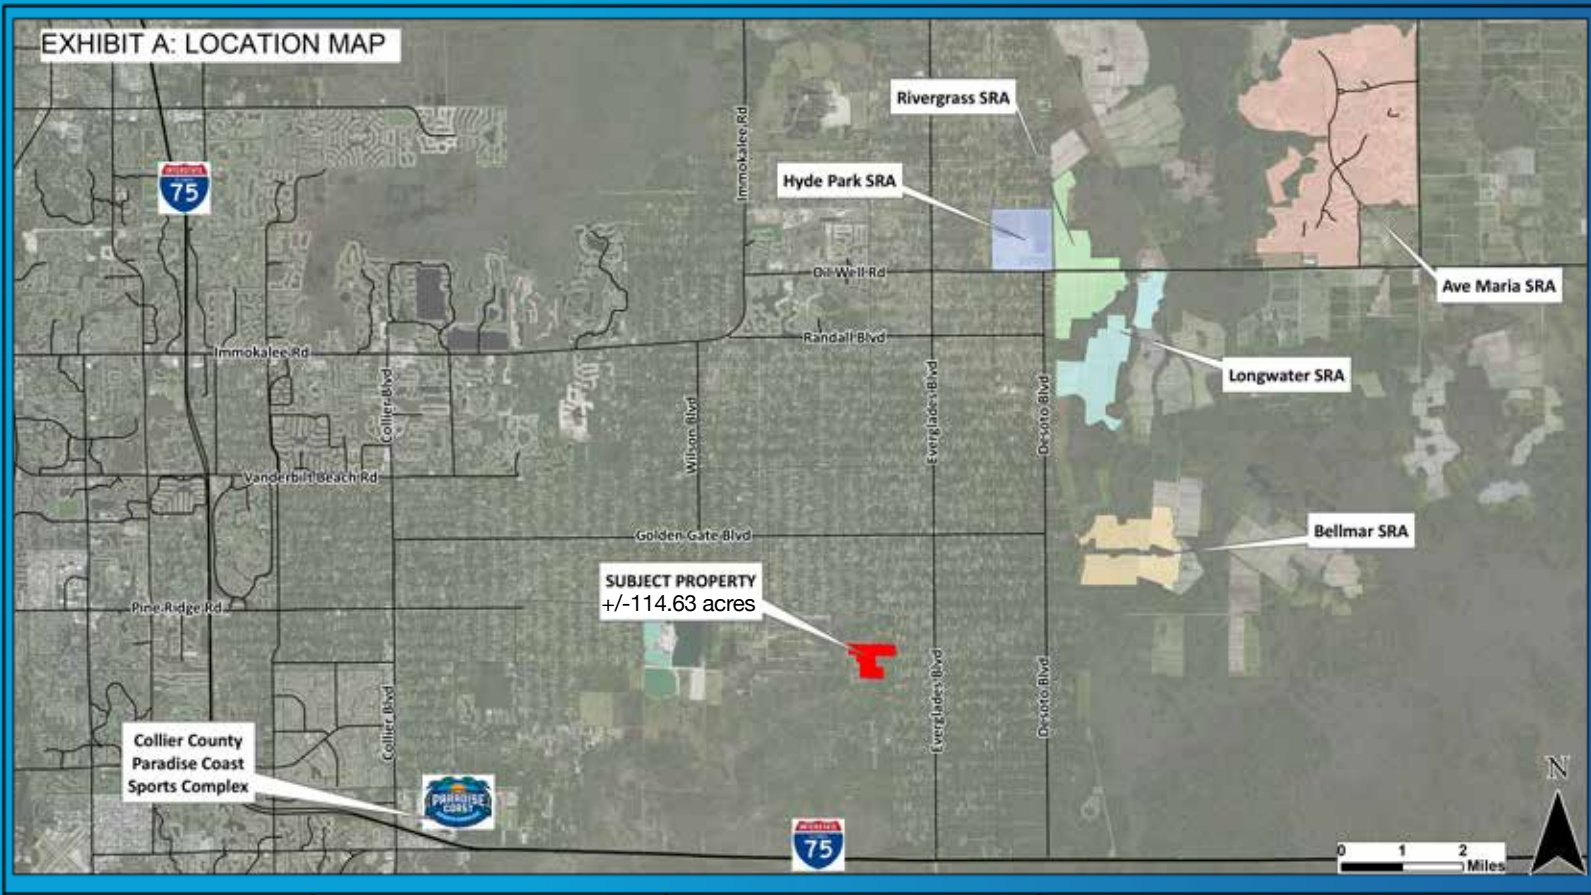 EXHIBIT A: LOCATION MAP
Rivergrass SRA
Immokalee Rd
INTERSTATE
75
Hyde Park SRA
Oil Well Rd
Ave Maria SRA
Randall Blvd
Immokalee Rd
Longwater SRA
Collier Blvd
Wilson Blvd
Everglades Blvd
Desoto Blvd
Vanderbilt Beach Rd
Golden Gate Blvd
Bellmar SRA
SUBJECT PROPERTY
+/-114.63 acres
Pine Ridge Rd
Collier Blvd
Everglades Blvd
Desoto Blvd
Collier County
Paradise Coast
Sports Complex
PARADISE
COAST
INTERSTATE
75
N
0 1 2
Miles